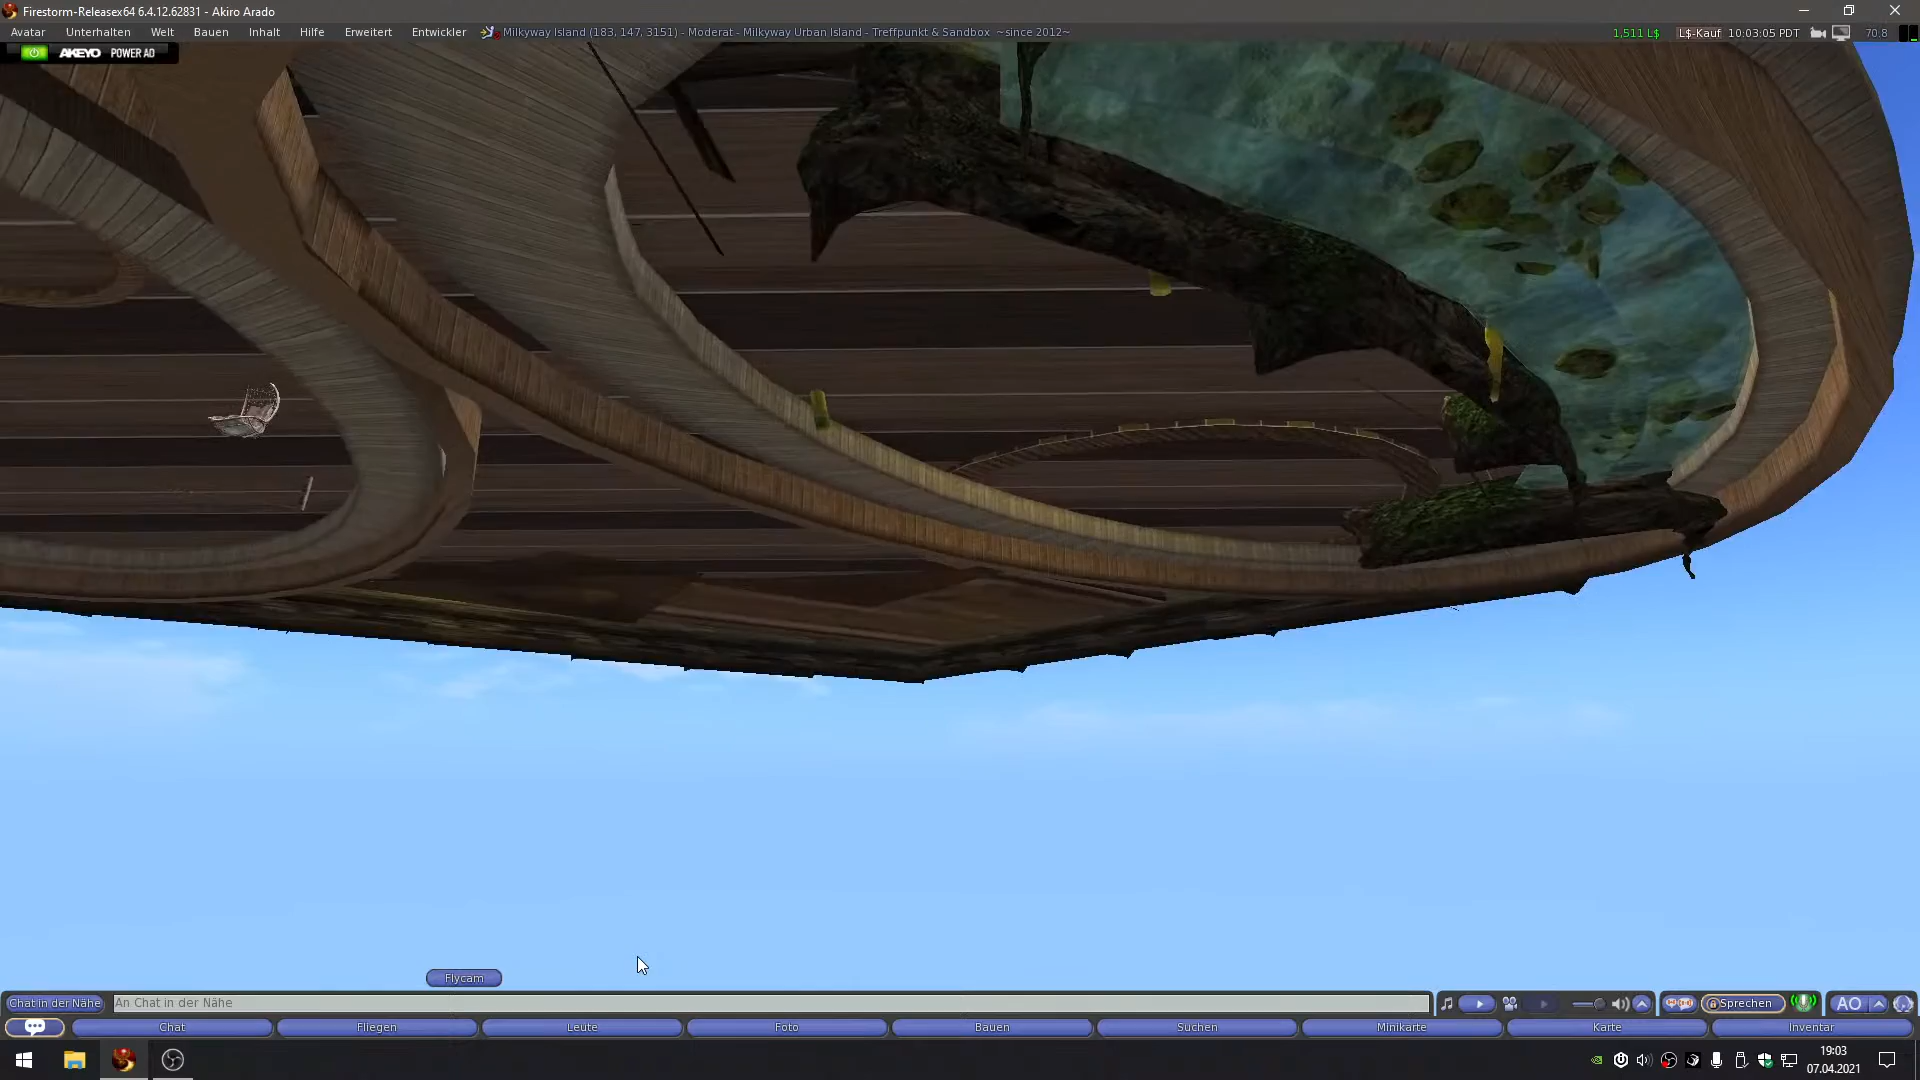 Firestorm-Releasex64 6.4.12.62831 - Akiro Arado
Avatar Unterhalten Welt Bauen Inhalt Hilfe Erweitert Entwickler Milkyway Island (183, 147, 3151) - Moderat - Milkyway Urban Island - Treffpunkt & Sandbox ~since 2012~ 1,511 L$ L$-Kauf 10:03:05 PDT 70.8
AKEYO POWER AO
Flycam
Chat in der Nähe An Chat in der Nähe Sprechen AO
Chat Fliegen Leute Foto Bauen Suchen Minikarte Karte Inventar
19:03
07.04.2021